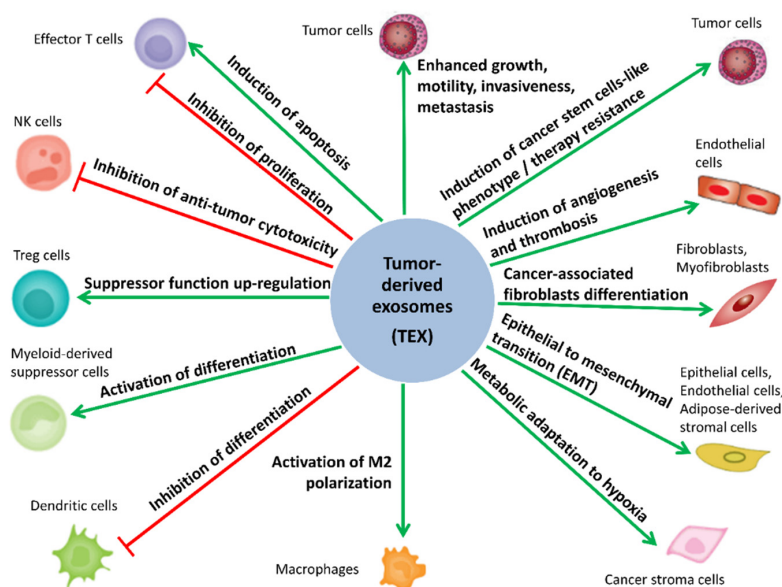 Effector T cells
Tumor cells
Tumor cells
Induction of apoptosis
Inhibition of proliferation
Enhanced growth,
motility, invasiveness,
metastasis
Induction of cancer stem cells-like
phenotype / therapy resistance
NK cells
Inhibition of anti-tumor cytotoxicity
Endothelial
cells
Induction of angiogenesis
and thrombosis
Treg cells
Suppressor function up-regulation
Tumor-
derived
exosomes
(TEX)
Cancer-associated
fibroblasts differentiation
Fibroblasts,
Myofibroblasts
Myeloid-derived
suppressor cells
Activation of differentiation
Epithelial to mesenchymal
transition (EMT)
Epithelial cells,
Endothelial cells,
Adipose-derived
stromal cells
Inhibition of differentiation
Activation of M2
polarization
Metabolic adaptation to
hypoxia
Dendritic cells
Macrophages
Cancer stroma cells